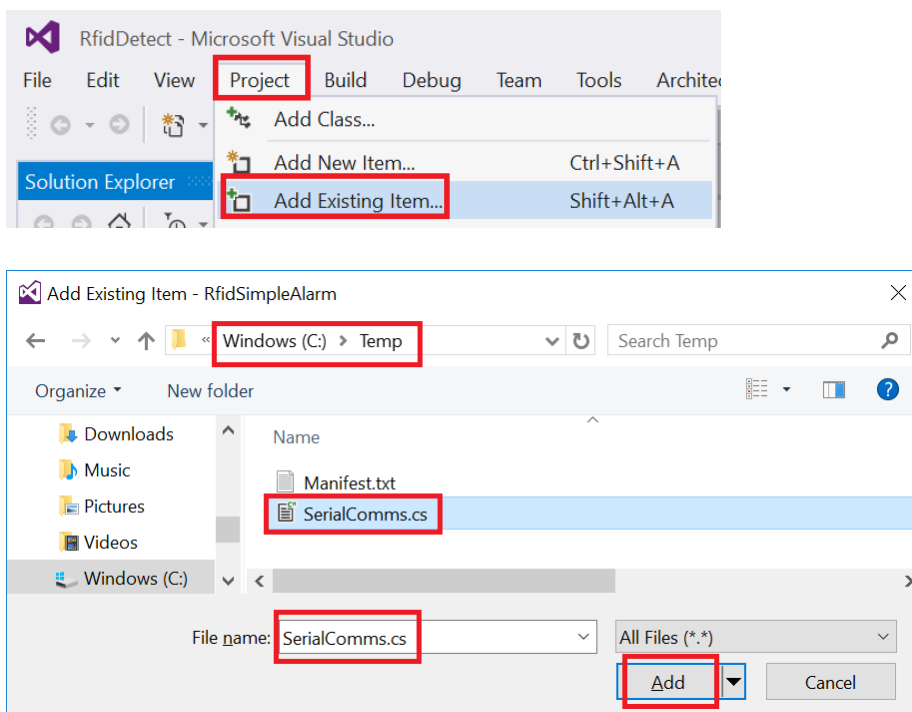 RfidDetect - Microsoft Visual Studio
File Edit View Project Build Debug Team Tools
Add Class...
Add New Item... Ctrl+Shift+A
Solution Explorer
Add Existing Item... Shift+Alt+A
Add Existing Item - RfidSimpleAlarm
« Windows (C:) > Temp Search Temp
Organize New folder ?
Downloads Name
Music Manifest.txt
Pictures SerialComms.cs
Videos
Windows (C:)
File name: SerialComms.cs All Files (*.*)
Add Cancel